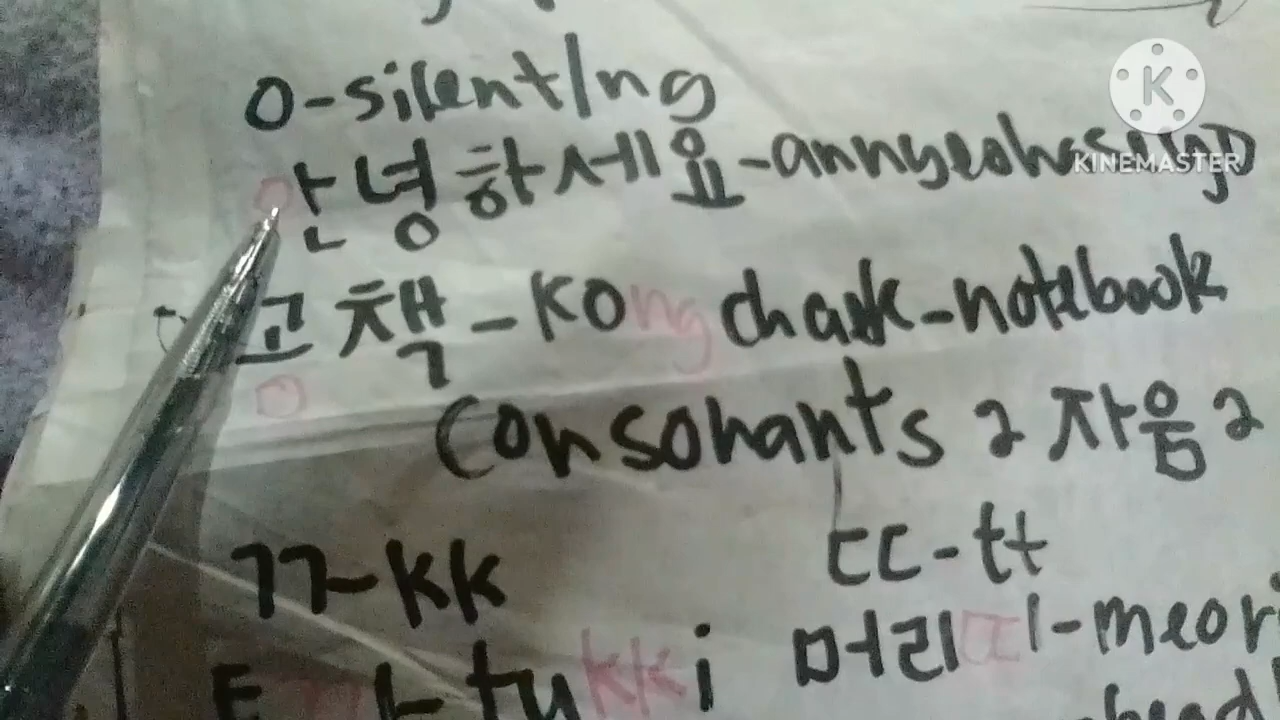 ㅇ-silent/ng
안녕하세요-annyeohaseyo
공책-Kong chaek-notebook
Consonants 2 자음 2
ㄲ-kk
ㄸ-tt
머리띠-meori
kki
KINEMASTER